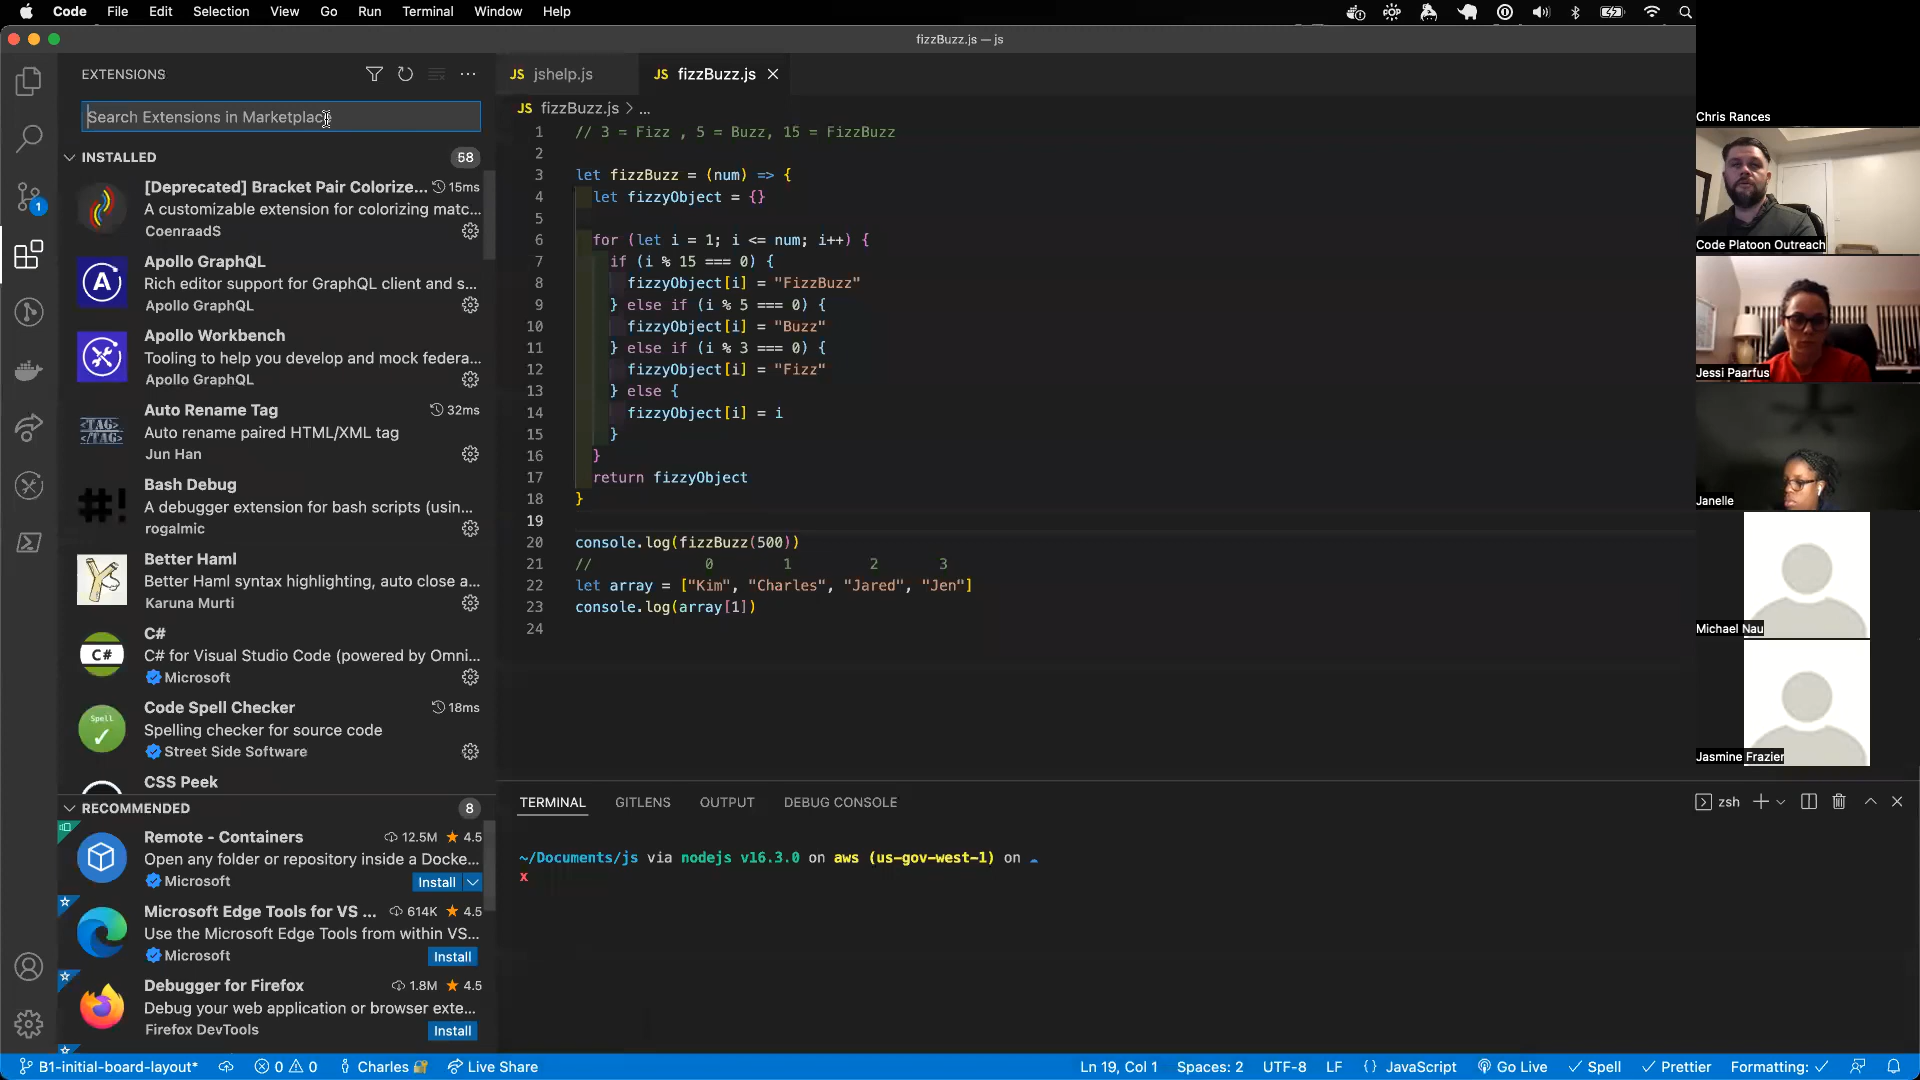 Code File Edit Selection View Go Run Terminal Window Help
fizzBuzz.js — js
EXTENSIONS
Search Extensions in Marketplace
INSTALLED 58
[Deprecated] Bracket Pair Colorize... 15ms
A customizable extension for colorizing matc...
CoenraadS
Apollo GraphQL
Rich editor support for GraphQL client and s...
Apollo GraphQL
Apollo Workbench
Tooling to help you develop and mock federa...
Apollo GraphQL
Auto Rename Tag 32ms
Auto rename paired HTML/XML tag
Jun Han
Bash Debug
A debugger extension for bash scripts (usin...
rogalmic
Better Haml
Better Haml syntax highlighting, auto close a...
Karuna Murti
C#
C# for Visual Studio Code (powered by Omni...
Microsoft
Code Spell Checker 18ms
Spelling checker for source code
Street Side Software
CSS Peek
RECOMMENDED 8
Remote - Containers 12.5M ★ 4.5
Open any folder or repository inside a Docke...
Microsoft Install
Microsoft Edge Tools for VS ... 614K ★ 4.5
Use the Microsoft Edge Tools from within VS...
Microsoft Install
Debugger for Firefox 1.8M ★ 4.5
Debug your web application or browser exte...
Firefox DevTools Install
JS jshelp.js JS fizzBuzz.js
JS fizzBuzz.js > ...
1 // 3 = Fizz , 5 = Buzz, 15 = FizzBuzz
2
3 let fizzBuzz = (num) => {
4 let fizzyObject = {}
5
6 for (let i = 1; i <= num; i++) {
7 if (i % 15 === 0) {
8 fizzyObject[i] = "FizzBuzz"
9 } else if (i % 5 === 0) {
10 fizzyObject[i] = "Buzz"
11 } else if (i % 3 === 0) {
12 fizzyObject[i] = "Fizz"
13 } else {
14 fizzyObject[i] = i
15 }
16 }
17 return fizzyObject
18 }
19
20 console.log(fizzBuzz(500))
21 // 0 1 2 3
22 let array = ["Kim", "Charles", "Jared", "Jen"]
23 console.log(array[1])
24
TERMINAL GITLENS OUTPUT DEBUG CONSOLE zsh
~/Documents/js via nodejs v16.3.0 on aws (us-gov-west-1) on
x
Chris Rances
Code Platoon Outreach
Jessi Paarfus
Janelle
Michael Nau
Jasmine Frazier
B1-initial-board-layout* 0 0 Charles Live Share Ln 19, Col 1 Spaces: 2 UTF-8 LF {} JavaScript Go Live Spell Prettier Formatting: ✓